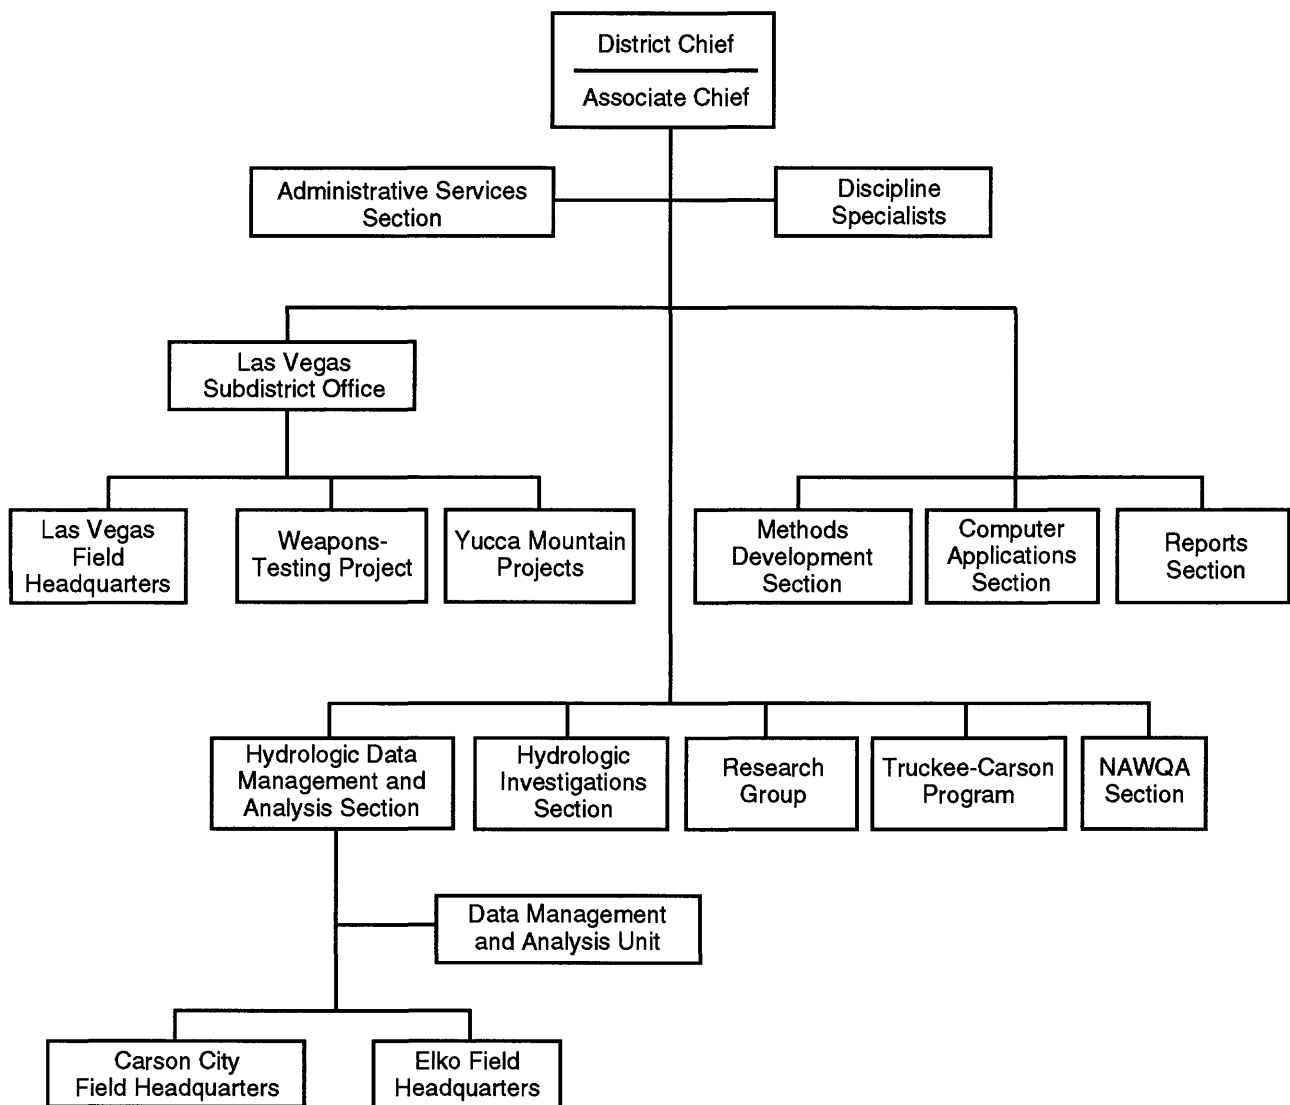 District Chief
Associate Chief
Administrative Services
Section
Discipline
Specialists
Las Vegas
Subdistrict Office
Las Vegas
Field
Headquarters
Weapons-
Testing Project
Yucca Mountain
Projects
Methods
Development
Section
Computer
Applications
Section
Reports
Section
Hydrologic Data
Management and
Analysis Section
Hydrologic
Investigations
Section
Research
Group
Truckee-Carson
Program
NAWQA
Section
Data Management
and Analysis Unit
Carson City
Field Headquarters
Elko Field
Headquarters